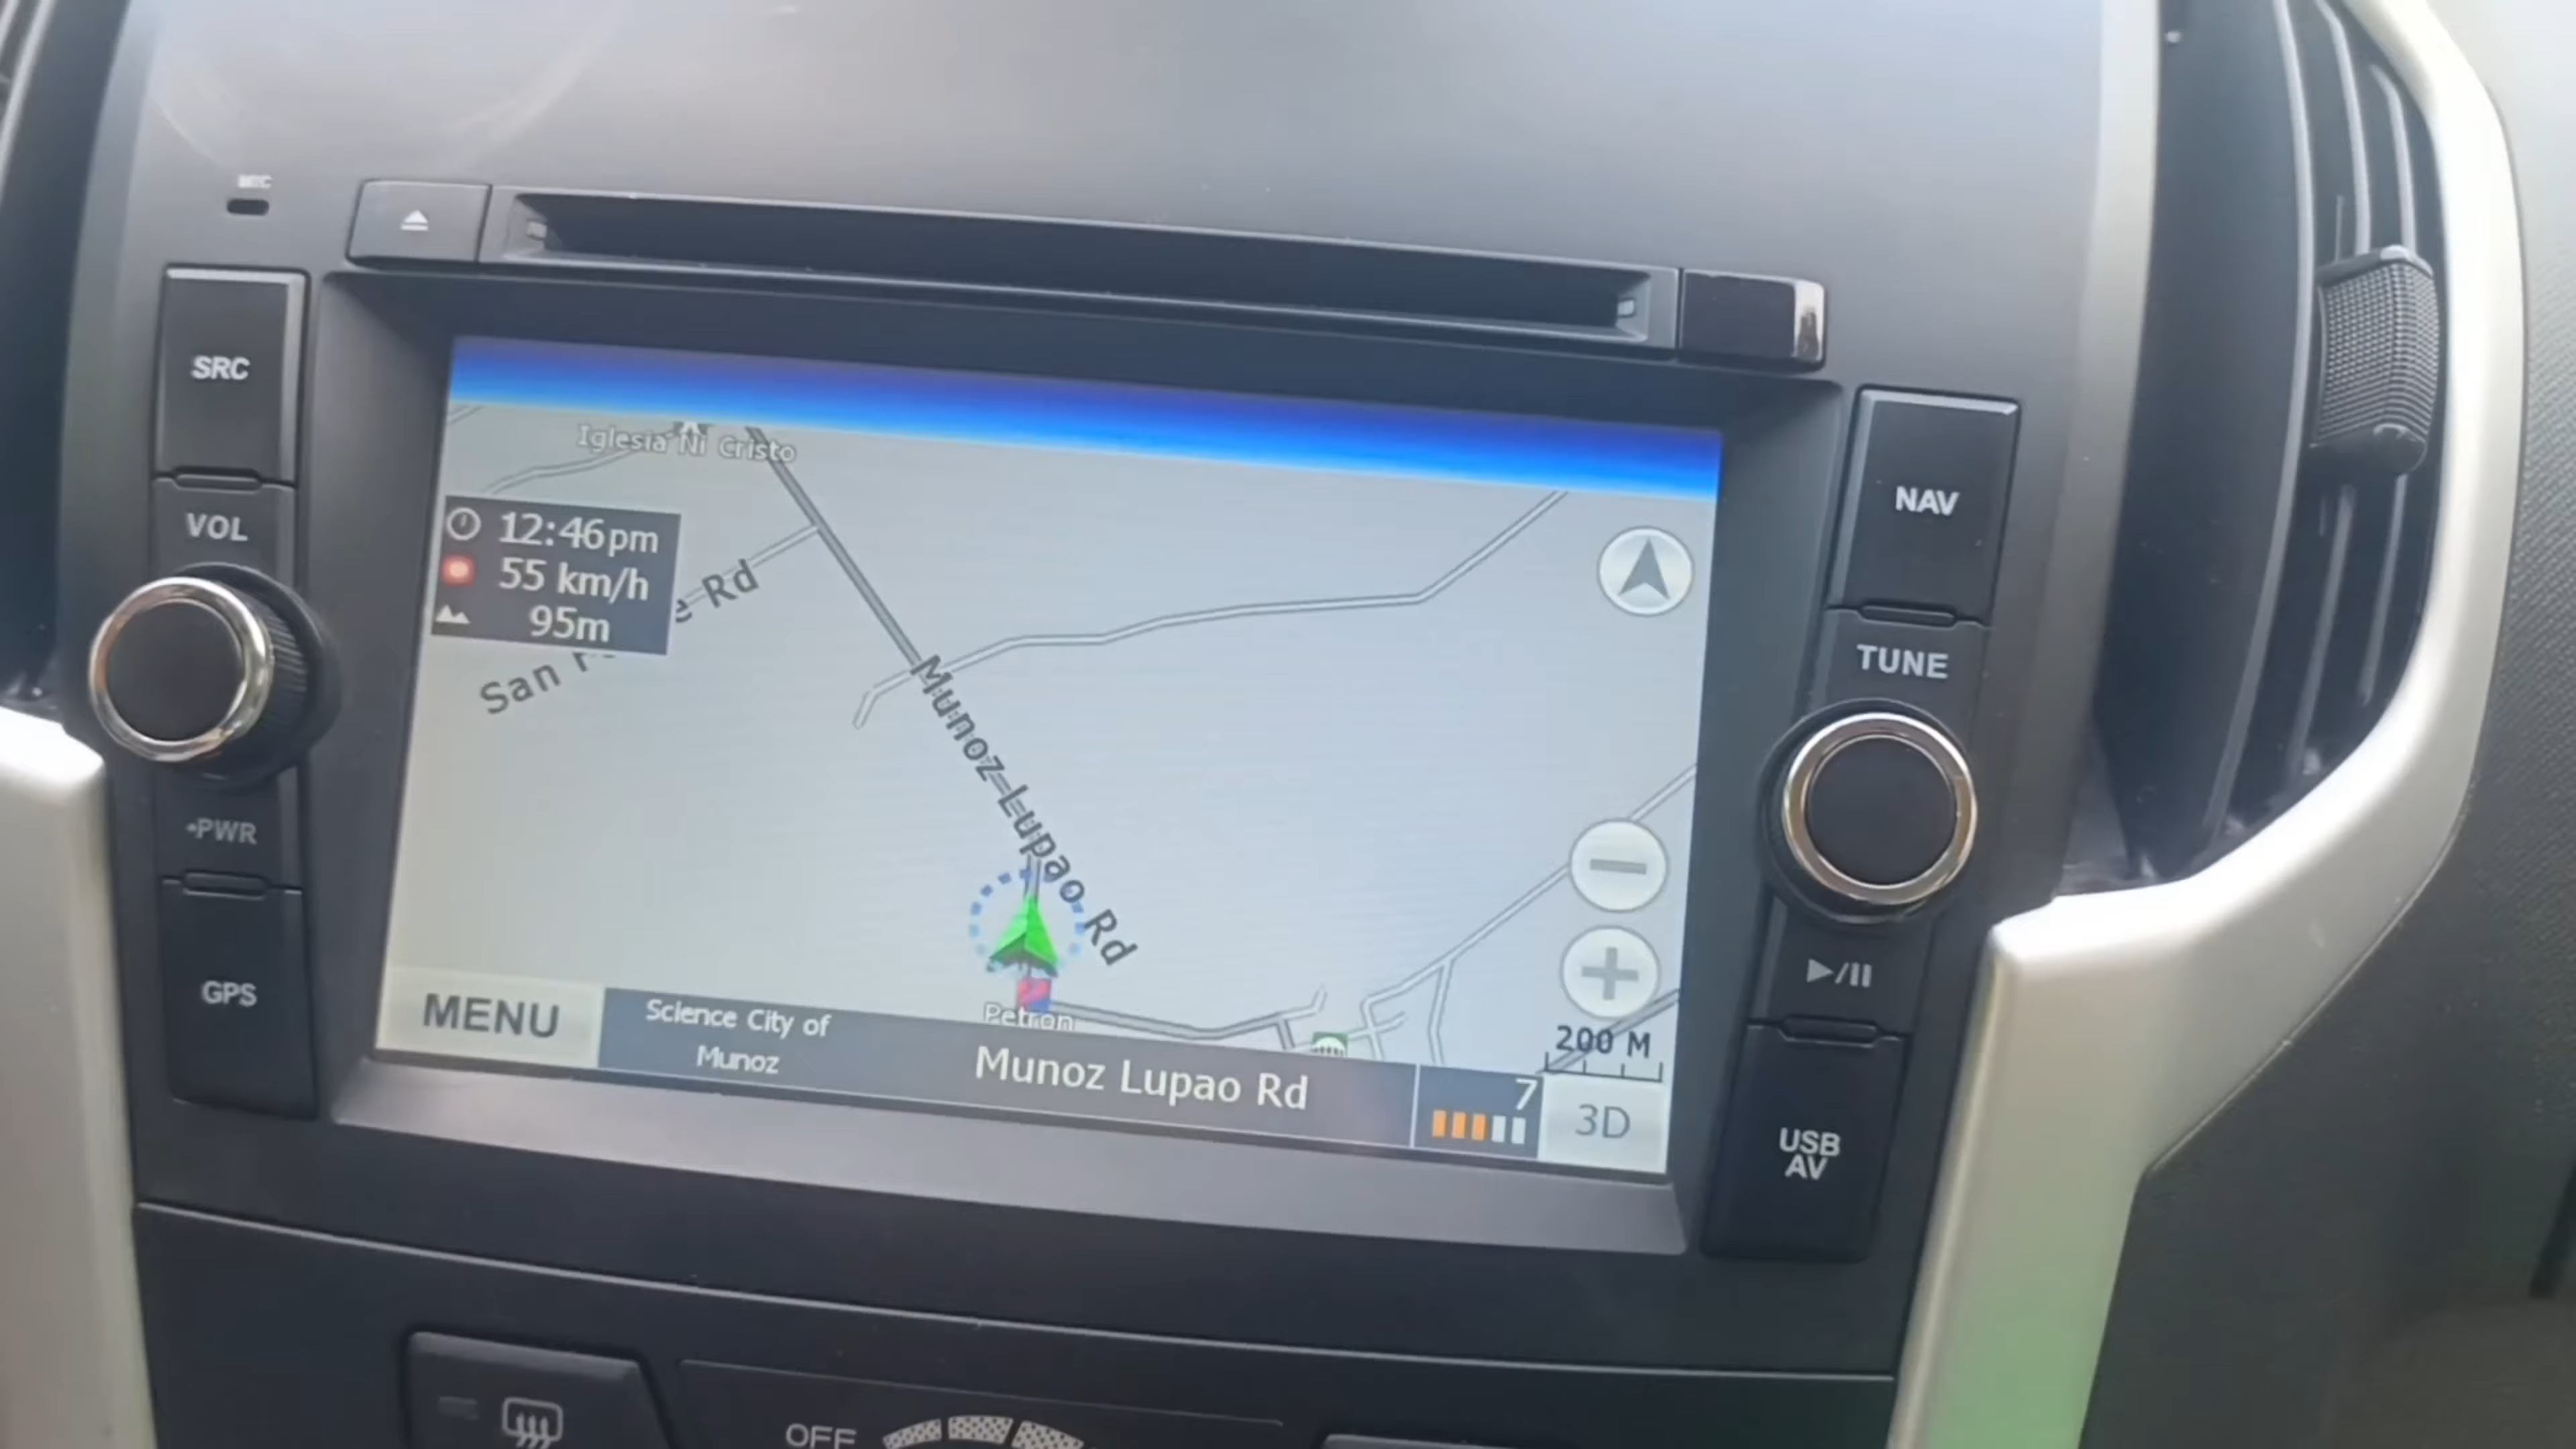 MIC
SRC
VOL
•PWR
GPS
Iglesia Ni Cristo
12:46pm
55 km/h
95m
e Rd
San
Munoz-Lupao Rd
Petron
MENU
Science City of
Munoz
Munoz Lupao Rd
7
200 M
3D
NAV
TUNE
USB
AV
OFF